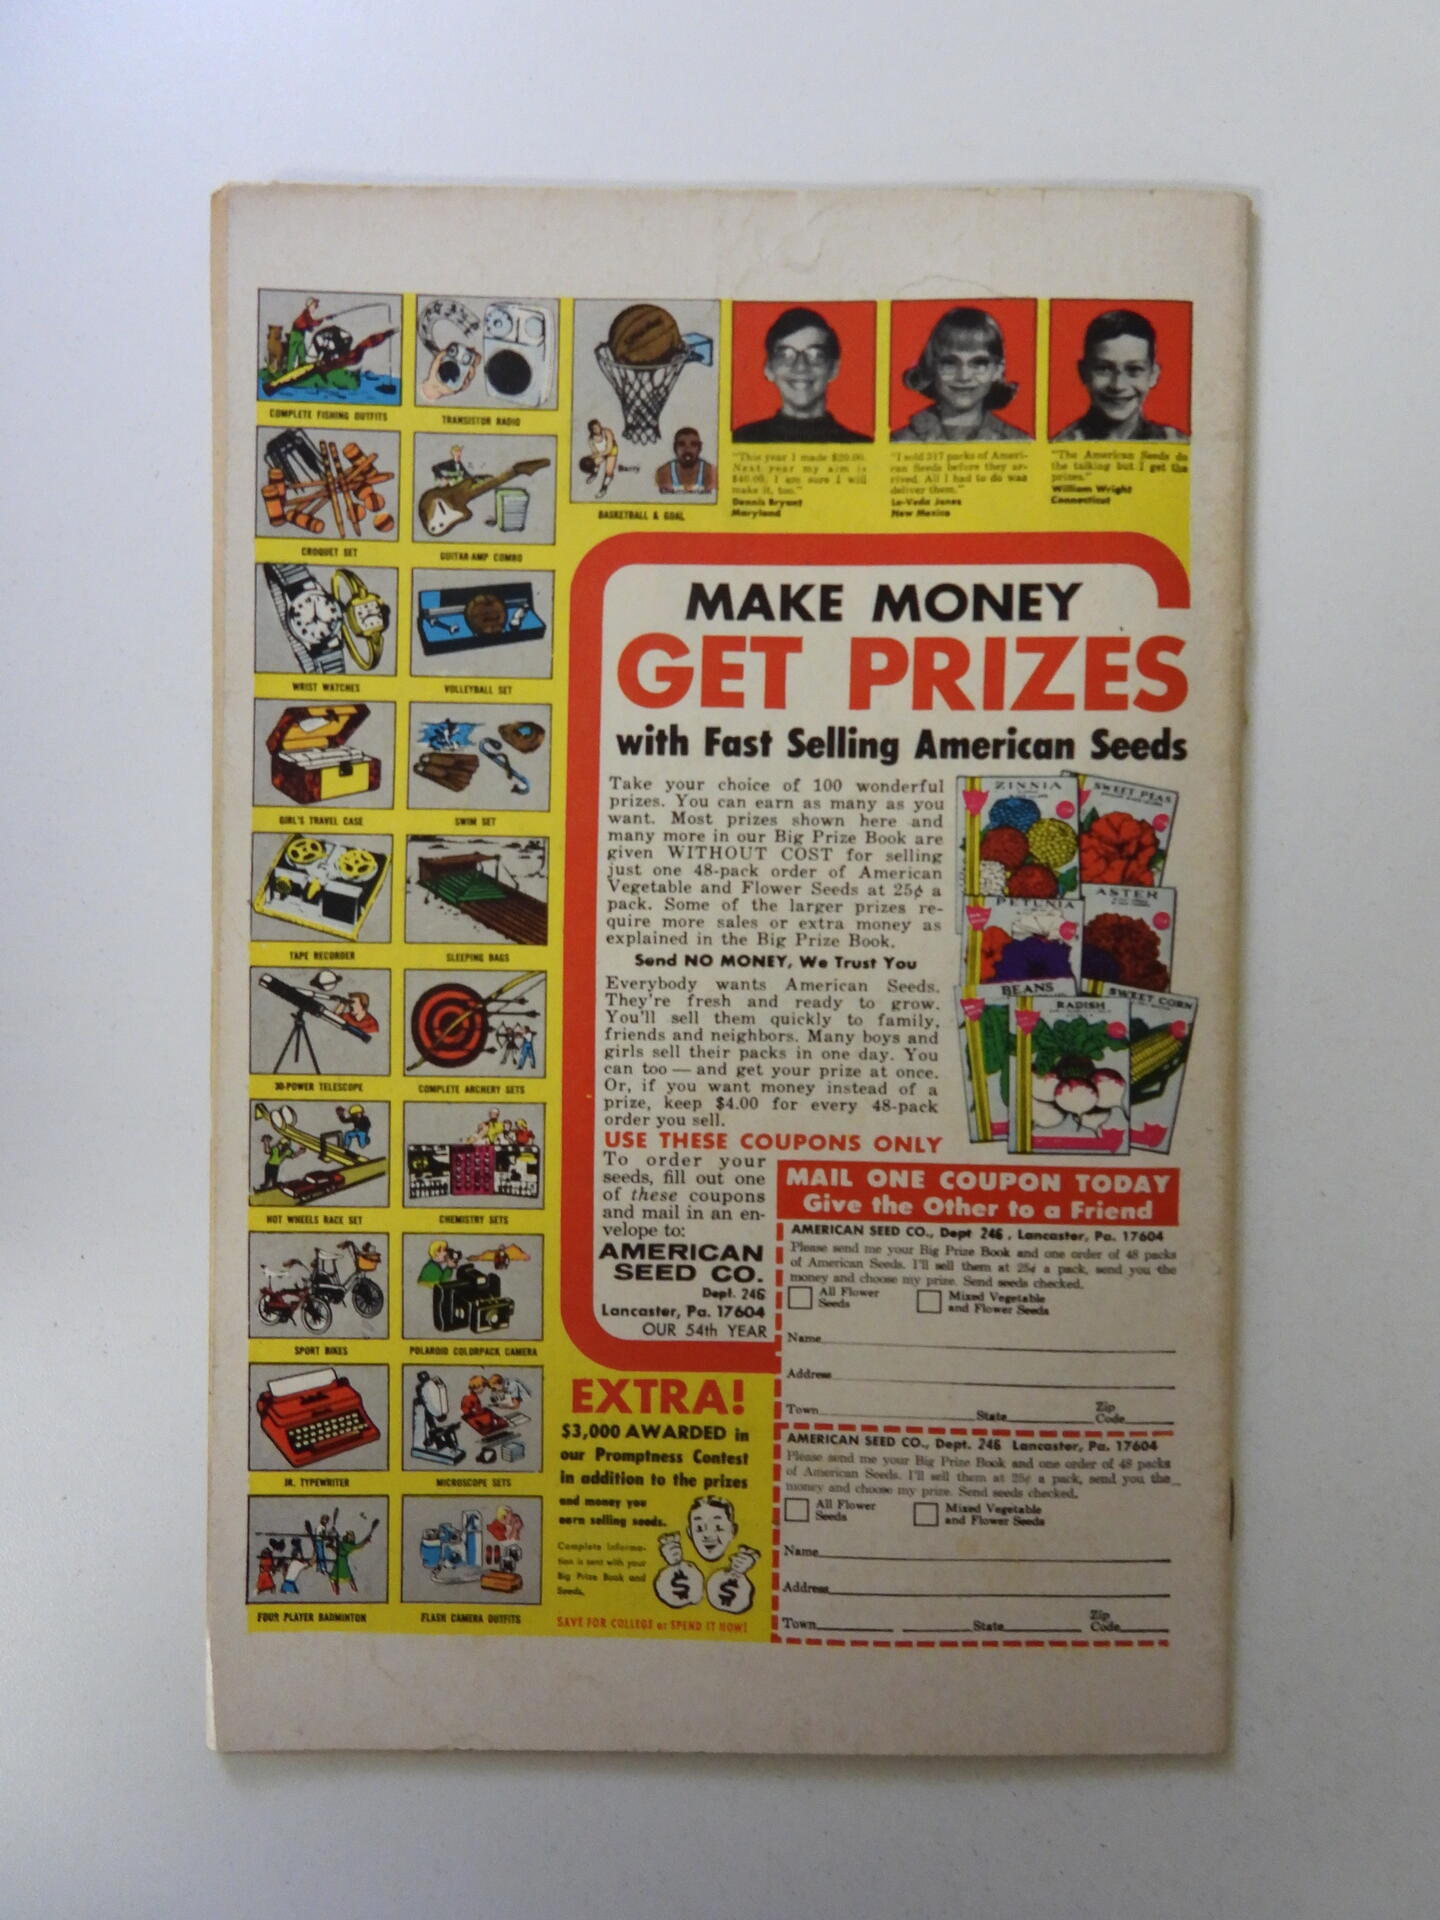 COMPLETE FISHING OUTFITS
TRANSISTOR RADIO
CROQUET SET
GUITAR-AMP COMBO
WRIST WATCHES
VOLLEYBALL SET
GIRL'S TRAVEL CASE
SWIM SET
TAPE RECORDER
SLEEPING BAGS
30-POWER TELESCOPE
COMPLETE ARCHERY SETS
HOT WHEELS RACE SET
CHEMISTRY SETS
SPORT BIKES
POLAROID COLORPACK CAMERA
JR. TYPEWRITER
MICROSCOPE SETS
FOUR PLAYER BADMINTON
FLASH CAMERA OUTFITS
Barry
Chamberlain
BASKETBALL & GOAL
"This year I made $20.00.
Next year my aim is
$40.00. I am sure I will
make it, too."
Dennis Bryant
Maryland
"I sold 317 packs of Ameri-
can Seeds before they ar-
rived. All I had to do was
deliver them."
La-Veda Jones
New Mexico
"The American Seeds do
the talking but I get the
prizes."
William Wright
Connecticut
MAKE MONEY
GET PRIZES
with Fast Selling American Seeds
Take your choice of 100 wonderful
prizes. You can earn as many as you
want. Most prizes shown here and
many more in our Big Prize Book are
given WITHOUT COST for selling
just one 48-pack order of American
Vegetable and Flower Seeds at 25¢ a
pack. Some of the larger prizes re-
quire more sales or extra money as
explained in the Big Prize Book.
Send NO MONEY, We Trust You
Everybody wants American Seeds.
They're fresh and ready to grow.
You'll sell them quickly to family,
friends and neighbors. Many boys and
girls sell their packs in one day. You
can too — and get your prize at once.
Or, if you want money instead of a
prize, keep $4.00 for every 48-pack
order you sell.
ZINNIA
SWEET PEAS
PETUNIA
ASTER
BEANS
RADISH
SWEET CORN
USE THESE COUPONS ONLY
To order your
seeds, fill out one
of these coupons
and mail in an en-
velope to:
AMERICAN
SEED CO.
Dept. 246
Lancaster, Pa. 17604
OUR 54th YEAR
MAIL ONE COUPON TODAY
Give the Other to a Friend
AMERICAN SEED CO., Dept 246 , Lancaster, Pa. 17604
Please send me your Big Prize Book and one order of 48 packs
of American Seeds. I'll sell them at 25¢ a pack, send you the
money and choose my prize. Send seeds checked.
All Flower
Seeds
Mixed Vegetable
and Flower Seeds
Name
Address
Town State Zip Code
AMERICAN SEED CO., Dept. 246 Lancaster, Pa. 17604
Please send me your Big Prize Book and one order of 48 packs
of American Seeds. I'll sell them at 25¢ a pack, send you the
money and choose my prize. Send seeds checked.
All Flower
Seeds
Mixed Vegetable
and Flower Seeds
Name
Address
Town State Zip Code
EXTRA!
$3,000 AWARDED in
our Promptness Contest
in addition to the prizes
and money you
earn selling seeds.
Complete informa-
tion is sent with your
Big Prize Book and
Seeds.
$ $
SAVE FOR COLLEGE or SPEND IT NOW!